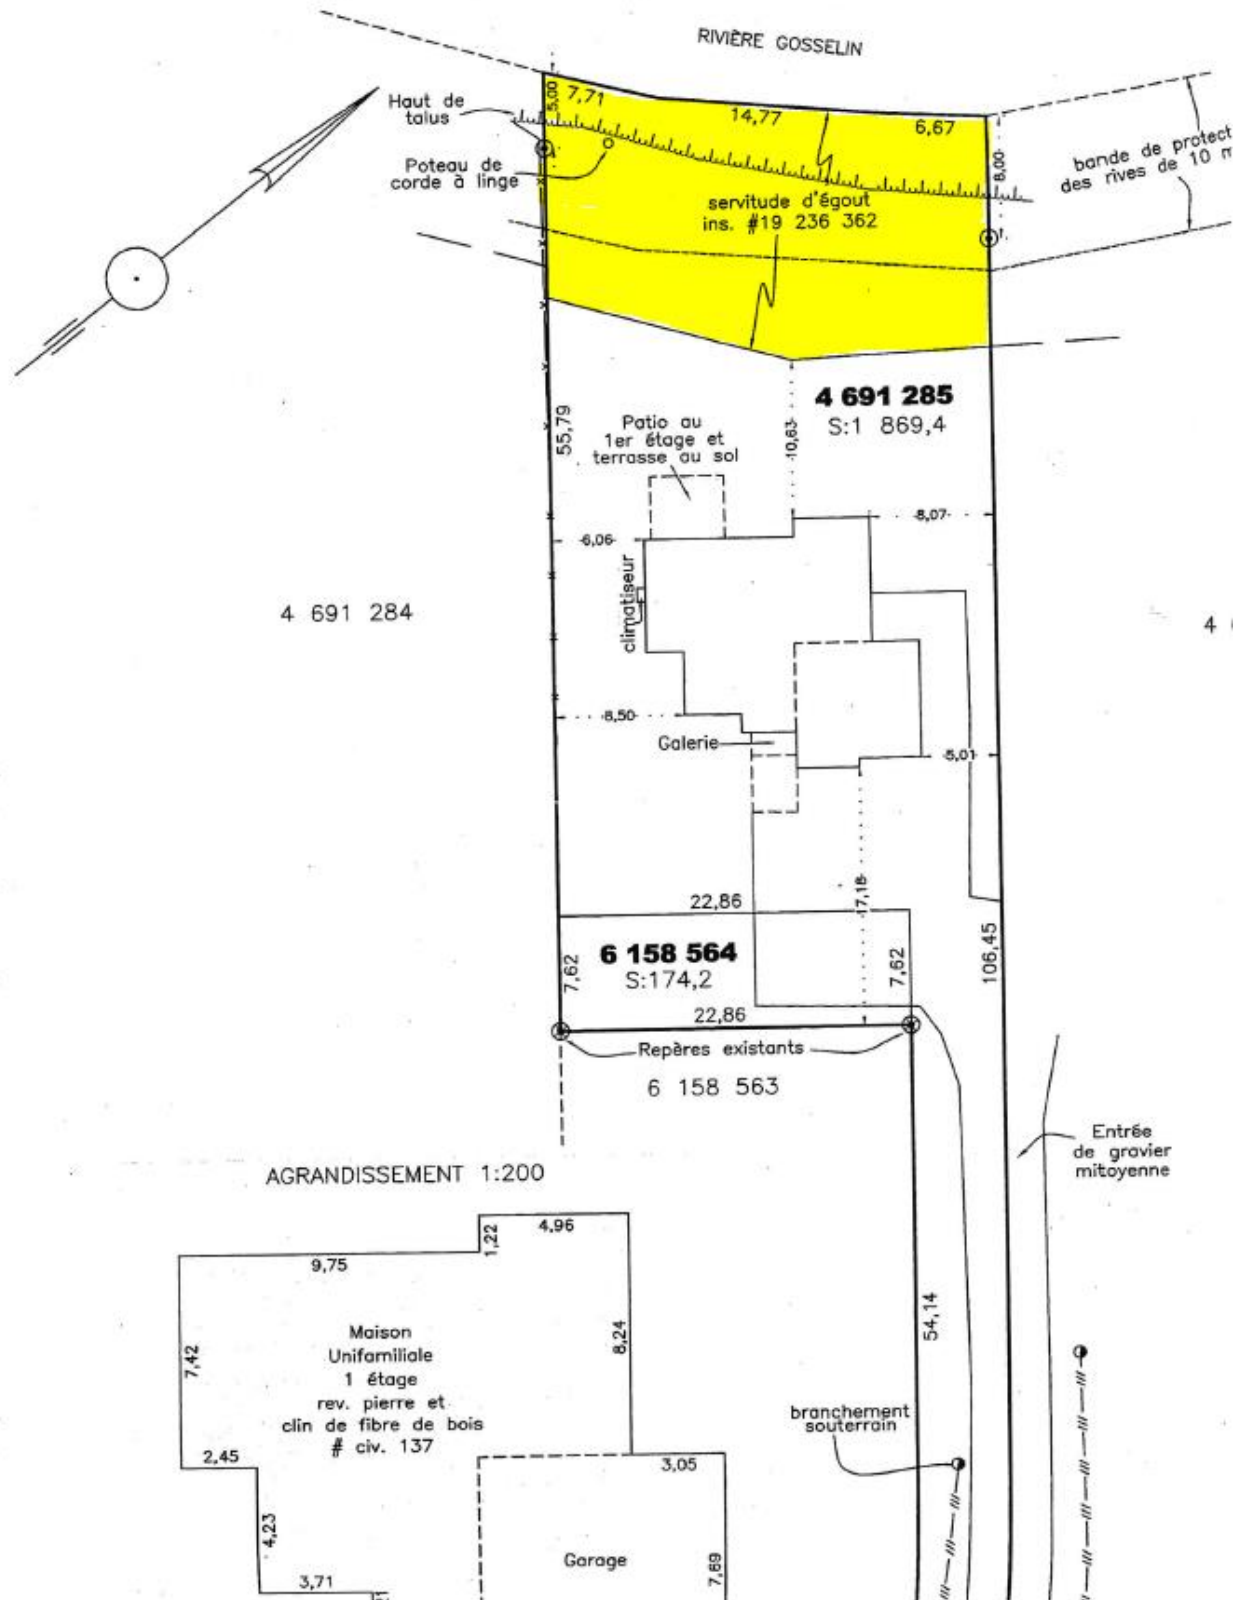 RIVIÈRE GOSSELIN
Haut de
talus
5,00
7,71
14,77
6,67
8,00
bande de protect
des rives de 10 m
Poteau de
corde à linge
servitude d'égout
ins. #19 236 362
4 691 285
S:1 869,4
55,79
Patio au
1er étage et
terrasse au sol
10,63
8,07
6,06
climatiseur
4 691 284
4
8,50
Galerie
5,01
17,18
22,86
6 158 564
S:174,2
7,62
7,62
106,45
22,86
Repères existants
6 158 563
Entrée
de gravier
mitoyenne
AGRANDISSEMENT 1:200
4,96
1,22
9,75
Maison
Unifamiliale
1 étage
rev. pierre et
clin de fibre de bois
# civ. 137
7,42
8,24
54,14
branchement
souterrain
2,45
3,05
4,23
Garage
7,69
3,71